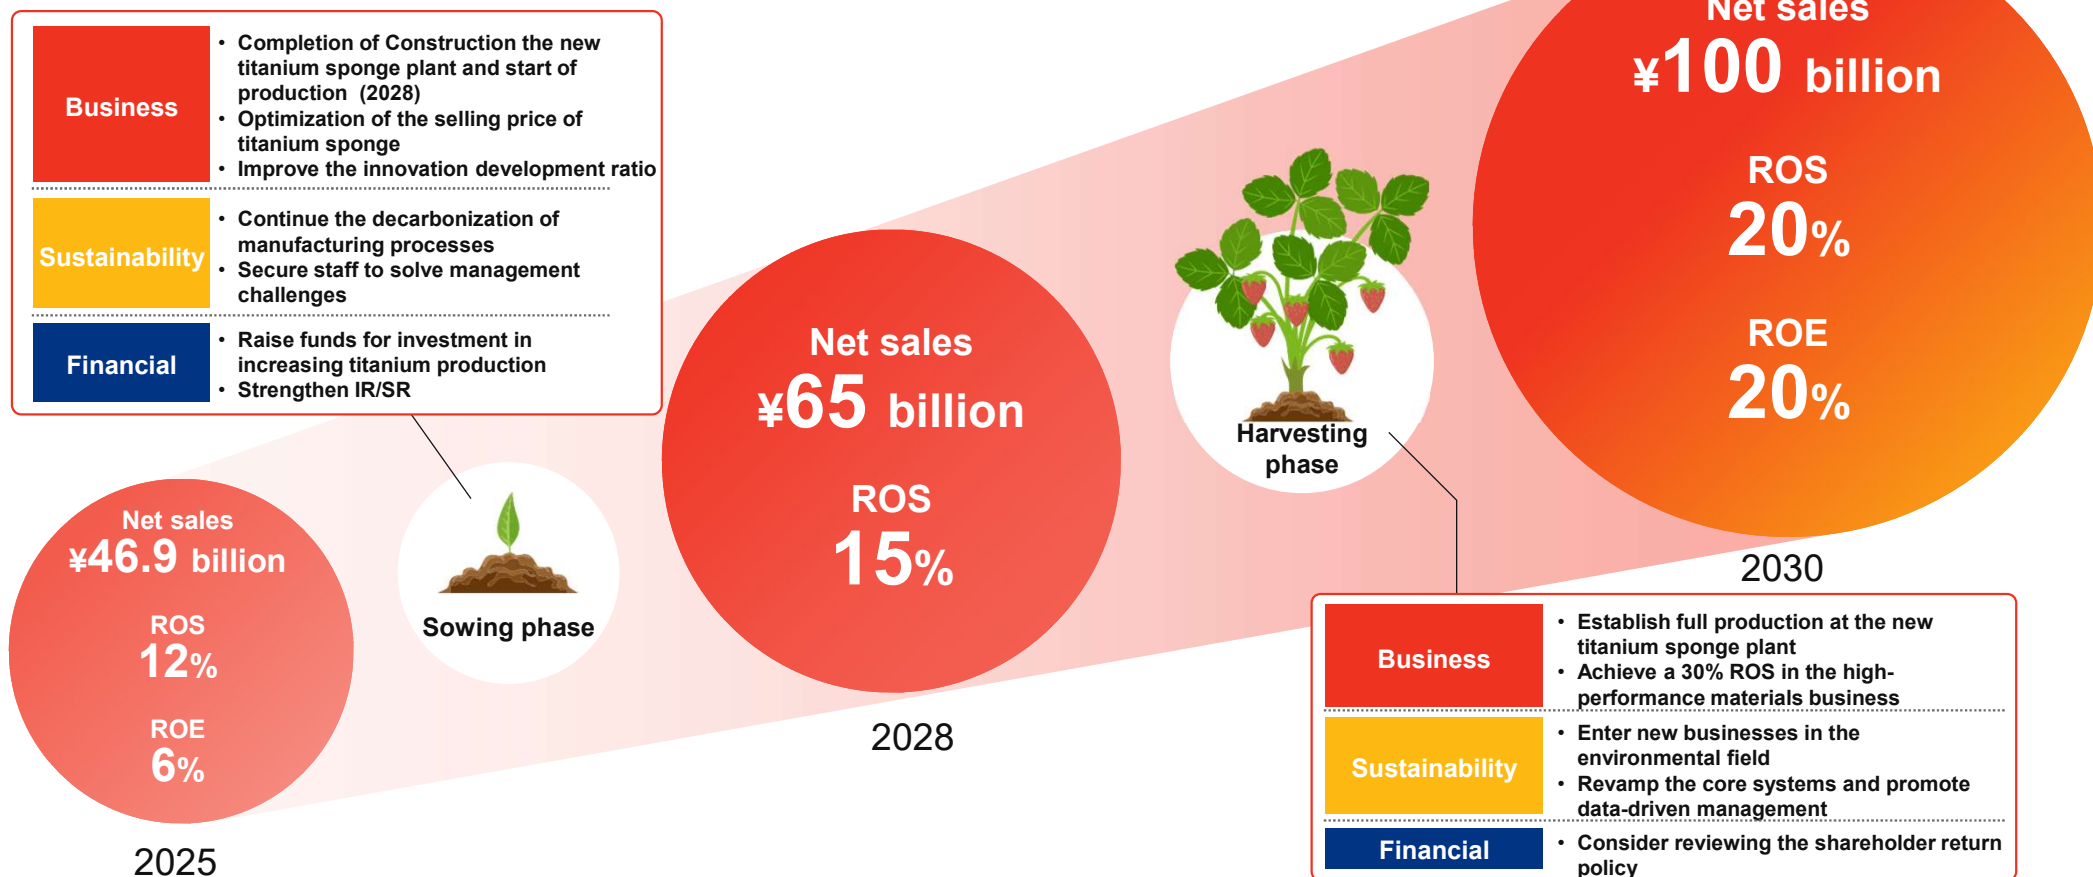 Business
• Completion of Construction the new
titanium sponge plant and start of
production (2028)
• Optimization of the selling price of
titanium sponge
• Improve the innovation development ratio
Sustainability
• Continue the decarbonization of
manufacturing processes
• Secure staff to solve management
challenges
Financial
• Raise funds for investment in
increasing titanium production
• Strengthen IR/SR
Net sales
¥46.9 billion
ROS
12%
ROE
6%
2025
Sowing phase
Net sales
¥65 billion
ROS
15%
2028
Harvesting
phase
Net sales
¥100 billion
ROS
20%
ROE
20%
2030
Business
• Establish full production at the new
titanium sponge plant
• Achieve a 30% ROS in the high-
performance materials business
Sustainability
• Enter new businesses in the
environmental field
• Revamp the core systems and promote
data-driven management
Financial
• Consider reviewing the shareholder return
policy